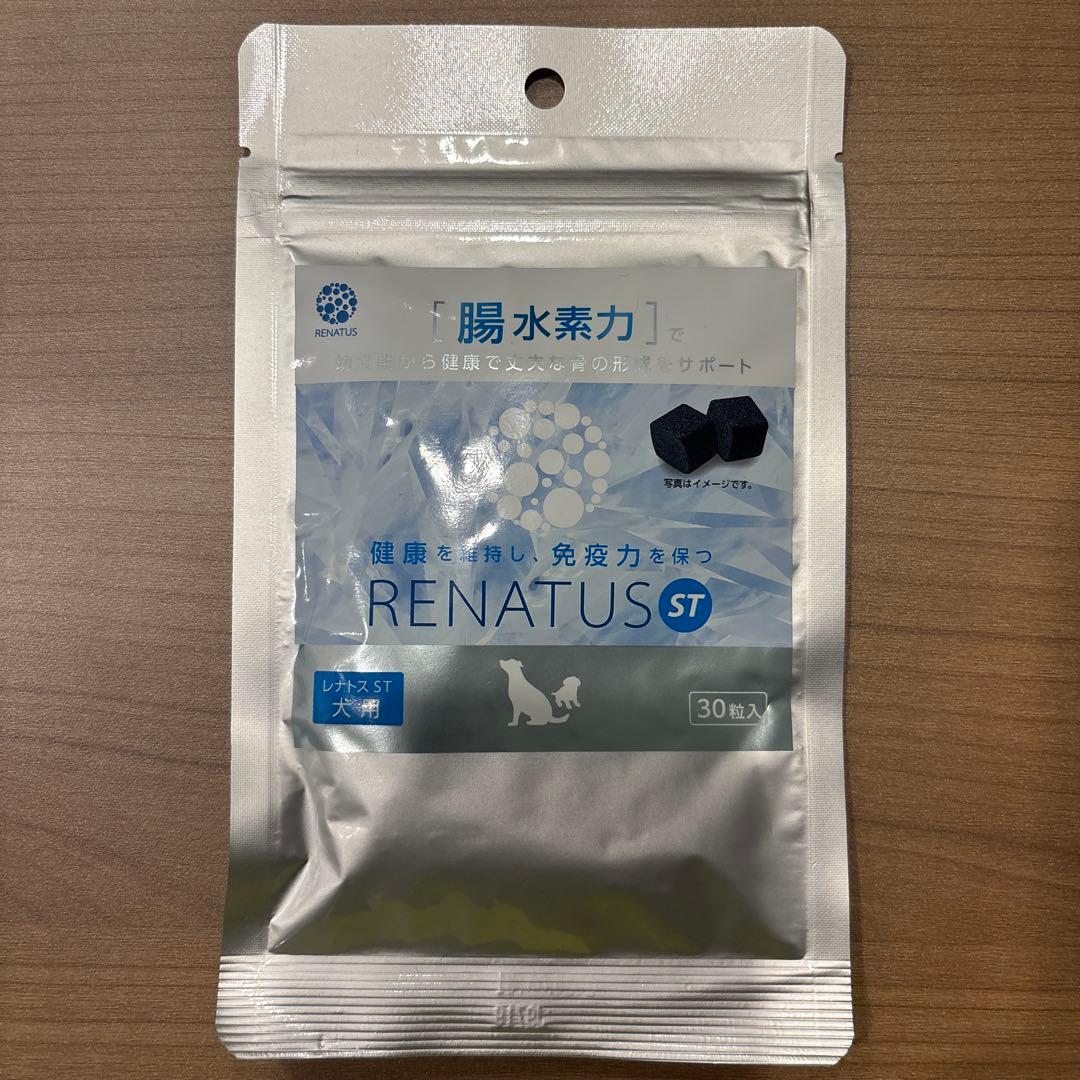 RENATUS
[腸水素力]で
幼犬期から健康で丈夫な骨の形成をサポート
写真はイメージです。
健康を維持し、免疫力を保つ
RENATUS ST
レナトス ST
犬用
30粒入